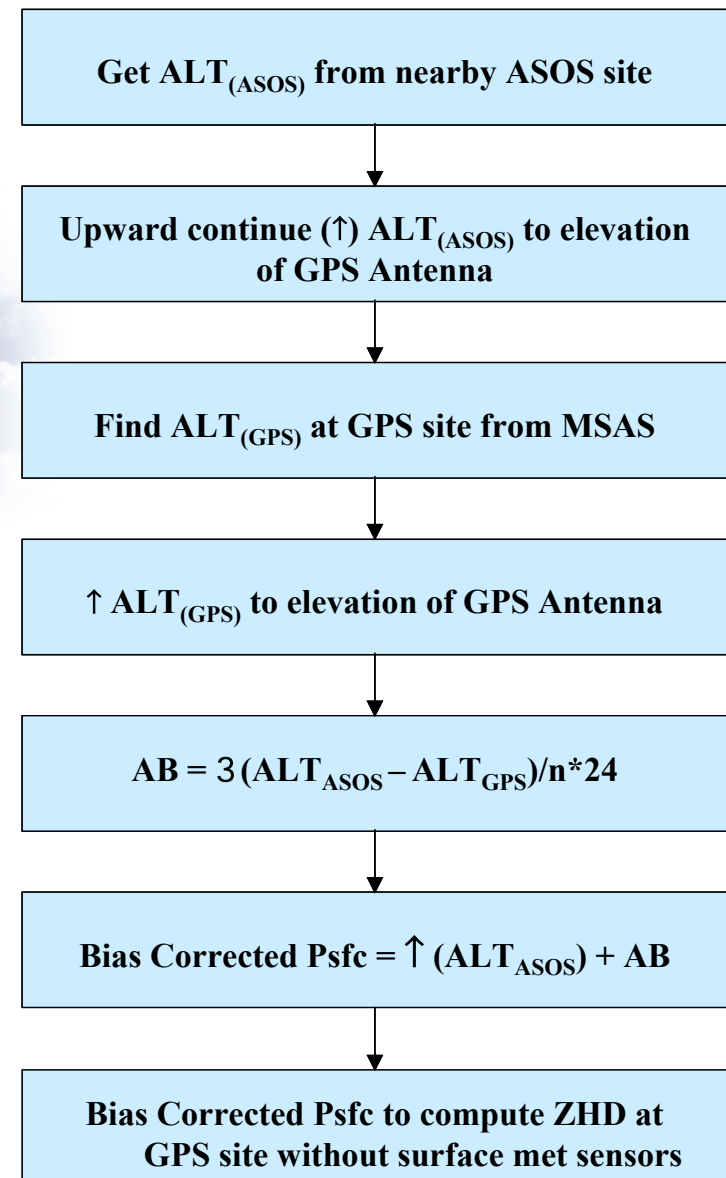 Get ALT(ASOS) from nearby ASOS site
Upward continue (↑) ALT(ASOS) to elevation
of GPS Antenna
Find ALT(GPS) at GPS site from MSAS
↑ ALT(GPS) to elevation of GPS Antenna
AB = 3 (ALTASOS – ALTGPS)/n*24
Bias Corrected Psfc = ↑ (ALTASOS) + AB
Bias Corrected Psfc to compute ZHD at
GPS site without surface met sensors